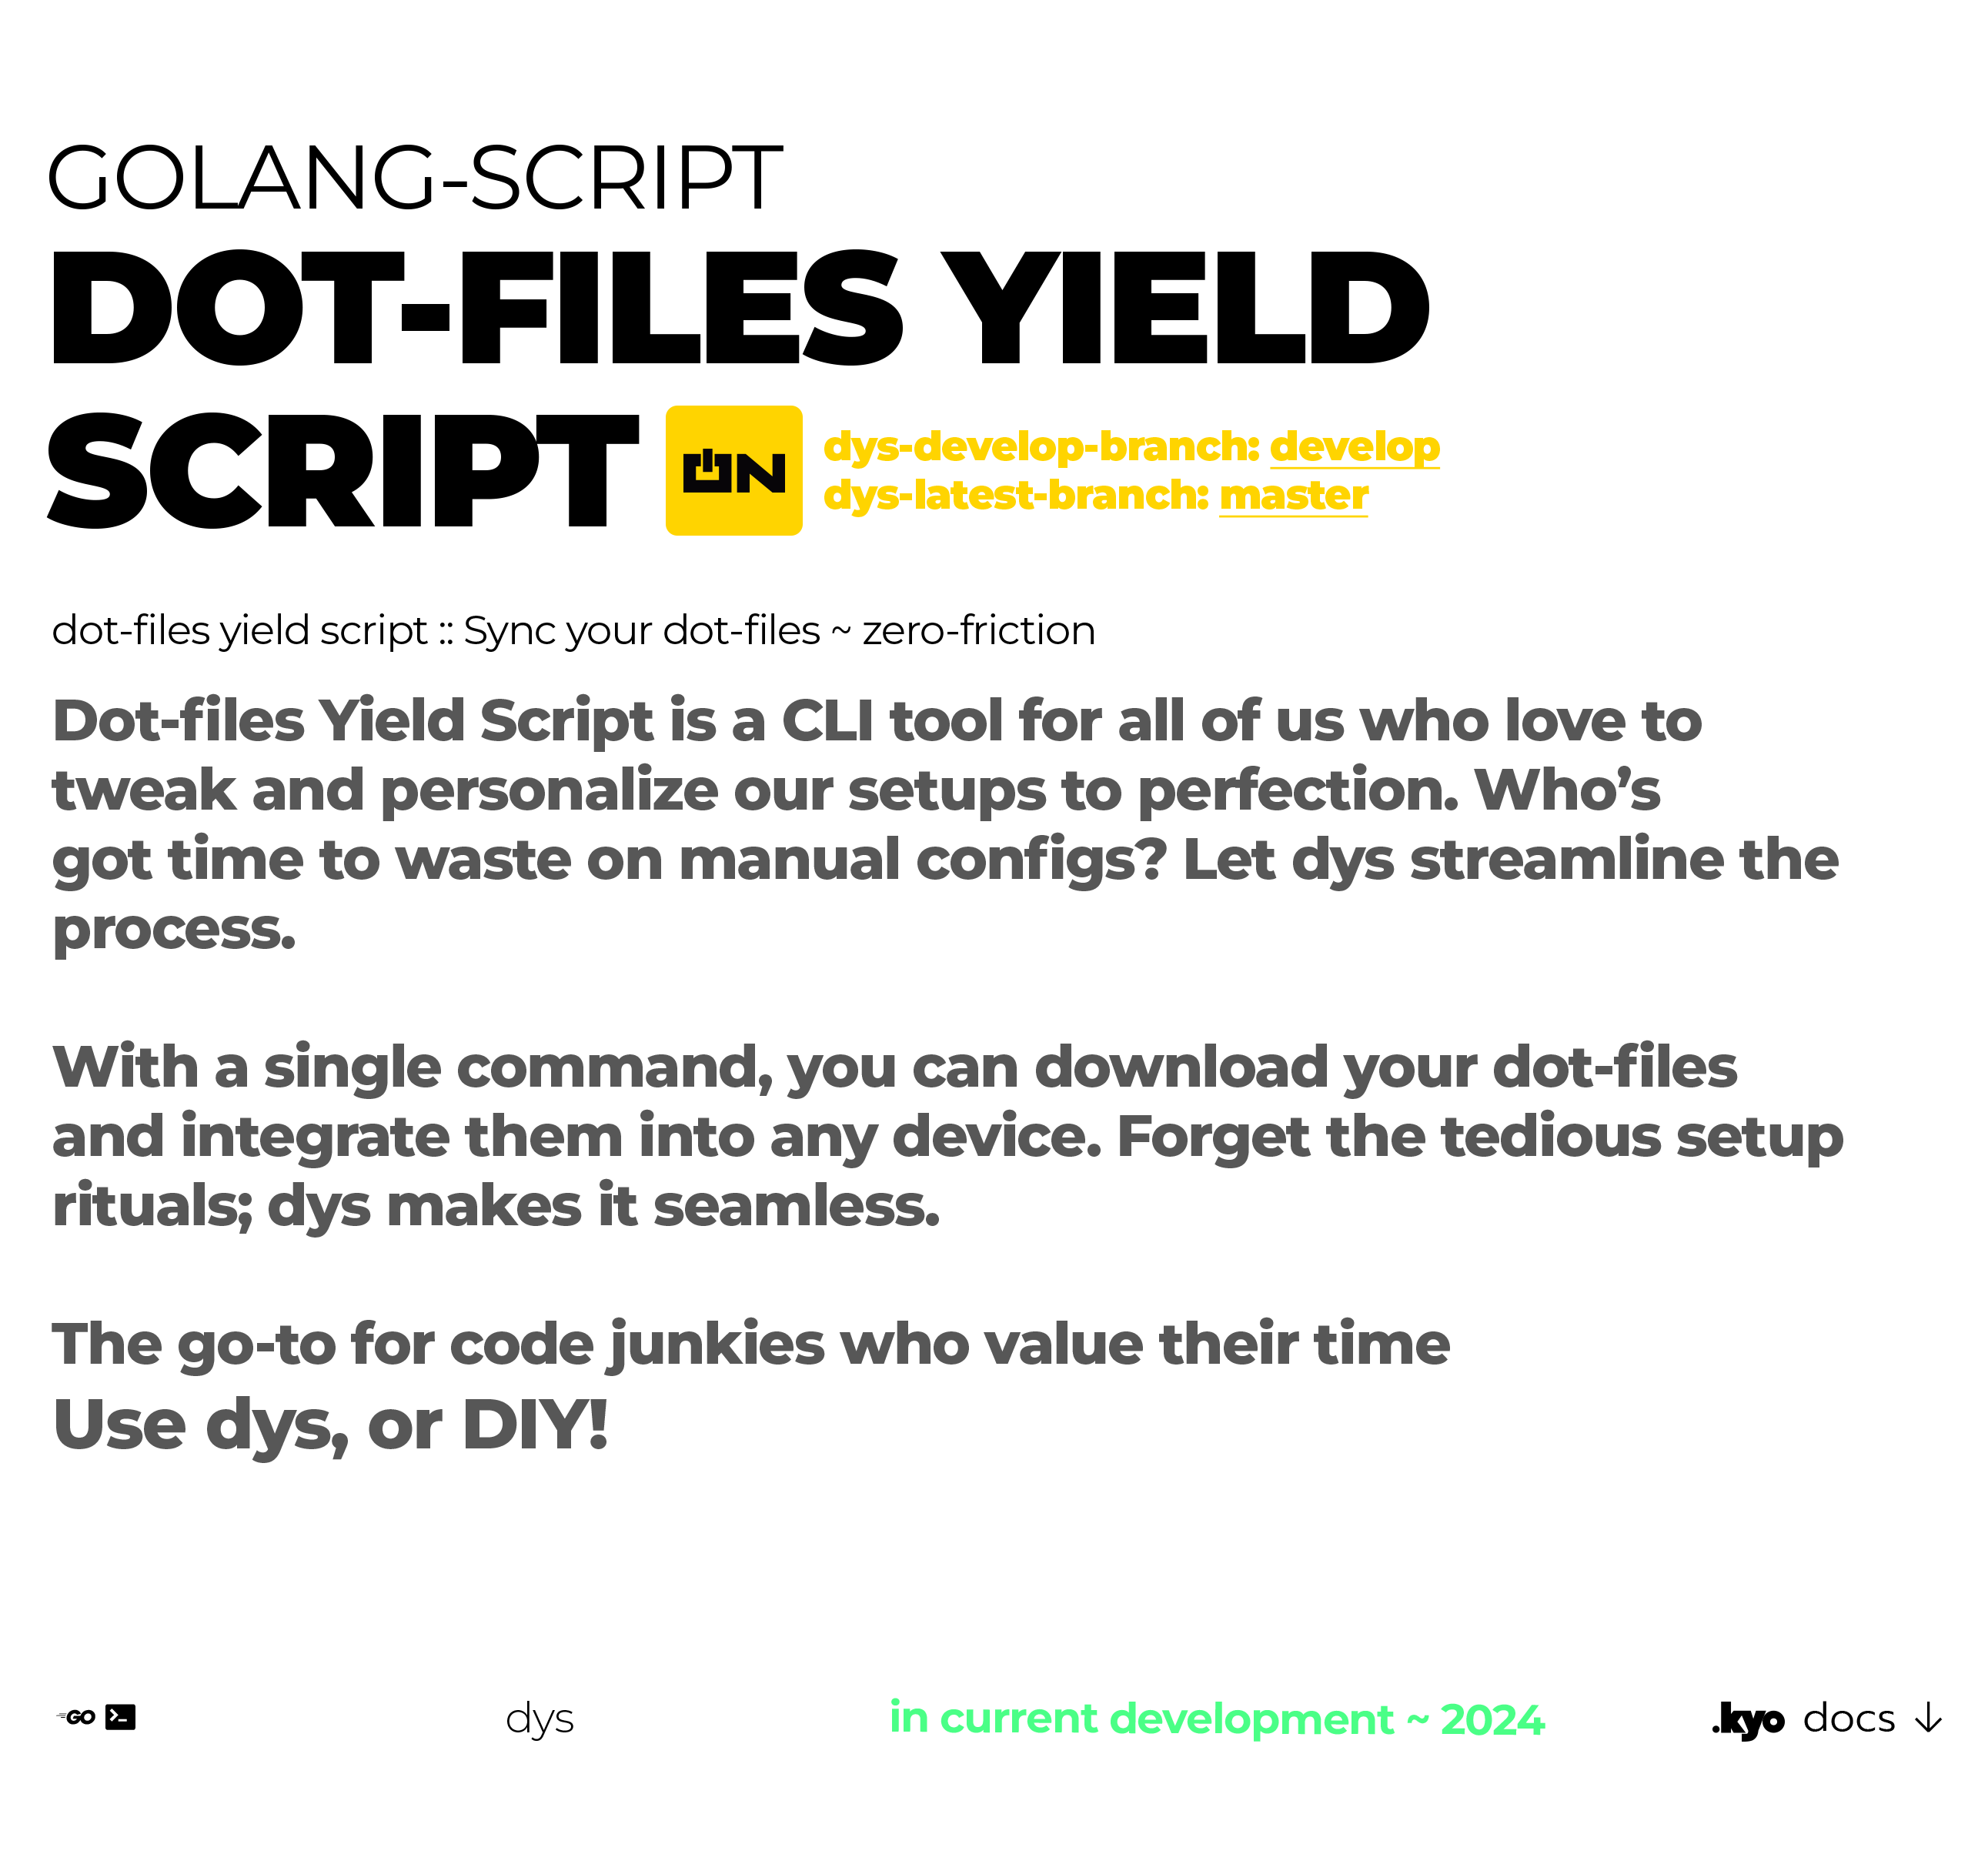 GOLANG-SCRIPT
DOT-FILES YIELD
SCRIPT
ON
dys-develop-branch: develop
dys-latest-branch: master
dot-files yield script :: Sync your dot-files ~ zero-friction
Dot-files Yield Script is a CLI tool for all of us who love to
tweak and personalize our setups to perfection. Who’s
got time to waste on manual configs? Let dys streamline the
process.
With a single command, you can download your dot-files
and integrate them into any device. Forget the tedious setup
rituals; dys makes it seamless.
The go-to for code junkies who value their time
Use dys, or DIY!
GO
dys
in current development ~ 2024
.kyo docs ↓